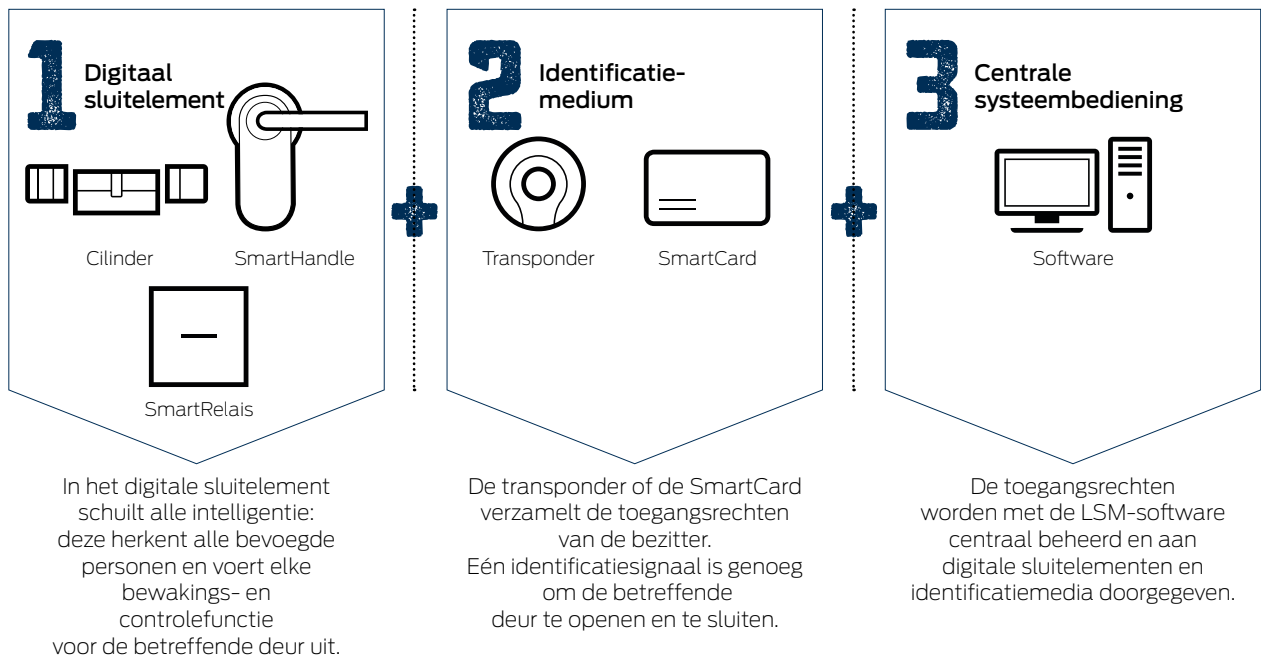 1
Digitaal
sluitelement
Cilinder
SmartHandle
SmartRelais
In het digitale sluitelement
schuilt alle intelligentie:
deze herkent alle bevoegde
personen en voert elke
bewakings- en
controlefunctie
voor de betreffende deur uit.
2
Identificatie-
medium
Transponder
SmartCard
De transponder of de SmartCard
verzamelt de toegangsrechten
van de bezitter.
Eén identificatiesignaal is genoeg
om de betreffende
deur te openen en te sluiten.
3
Centrale
systeembediening
Software
De toegangsrechten
worden met de LSM-software
centraal beheerd en aan
digitale sluitelementen en
identificatiemedia doorgegeven.